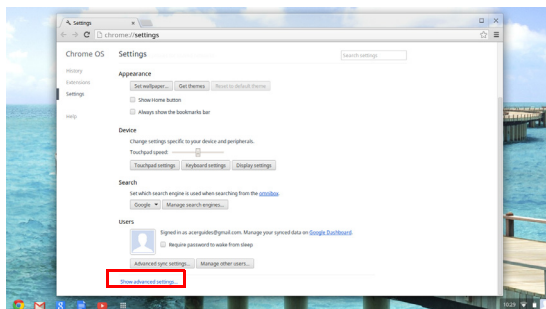 Settings
chrome://settings
Chrome OS
Settings
Search settings
History
Extensions
Settings
Help
Appearance
Set wallpaper... Get themes Reset to default theme
Show Home button
Always show the bookmarks bar
Device
Change settings specific to your device and peripherals.
Touchpad speed:
Touchpad settings Keyboard settings Display settings
Search
Set which search engine is used when searching from the omnibox.
Google Manage search engines...
Users
Signed in as acerguides@gmail.com. Manage your synced data on Google Dashboard.
Require password to wake from sleep
Advanced sync settings... Manage other users...
Show advanced settings...
10:29